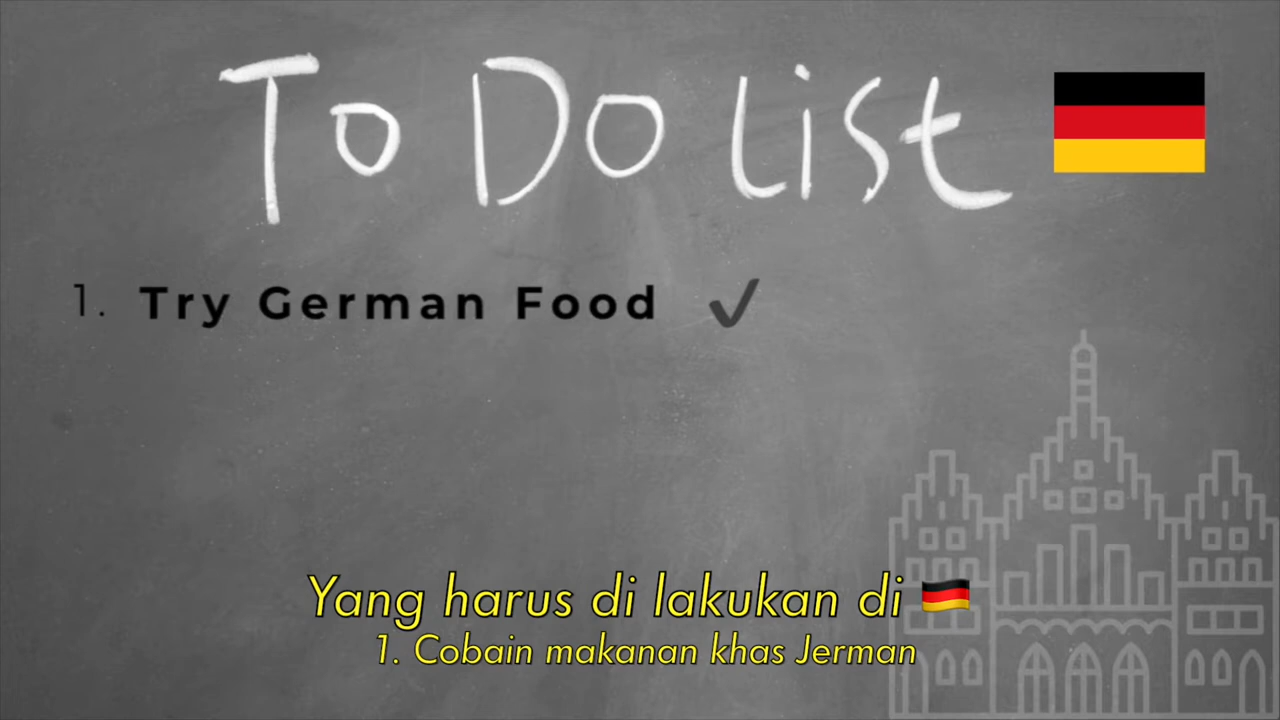 To Do List
1. Try German Food ✔
Yang harus di lakukan di 🇩🇪
1. Cobain makanan khas Jerman